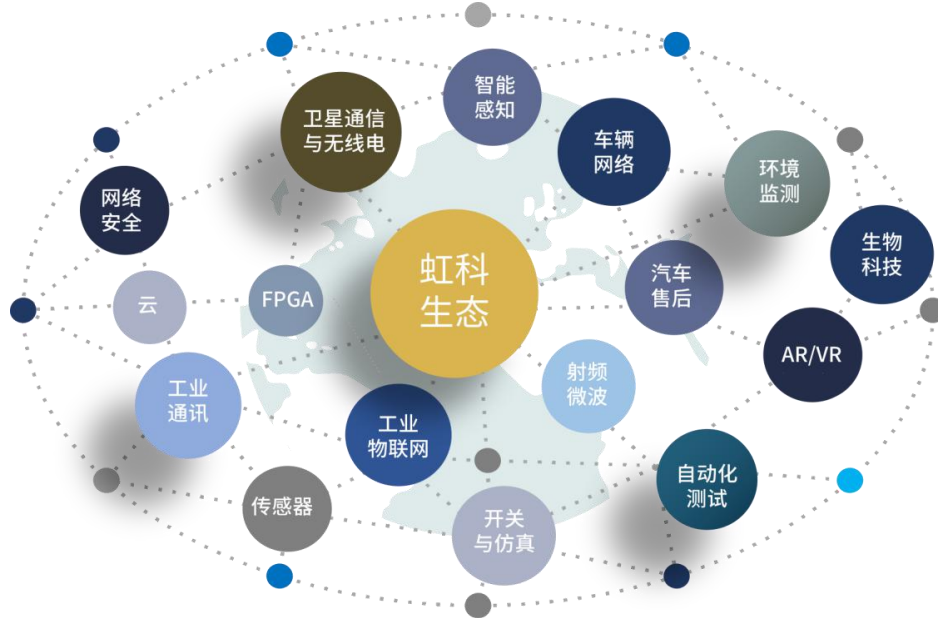 智能
感知
卫星通信
与无线电
车辆
网络
环境
监测
网络
安全
生物
科技
虹科
生态
汽车
售后
云
FPGA
AR/VR
工业
通讯
射频
微波
工业
物联网
自动化
测试
传感器
开关
与仿真